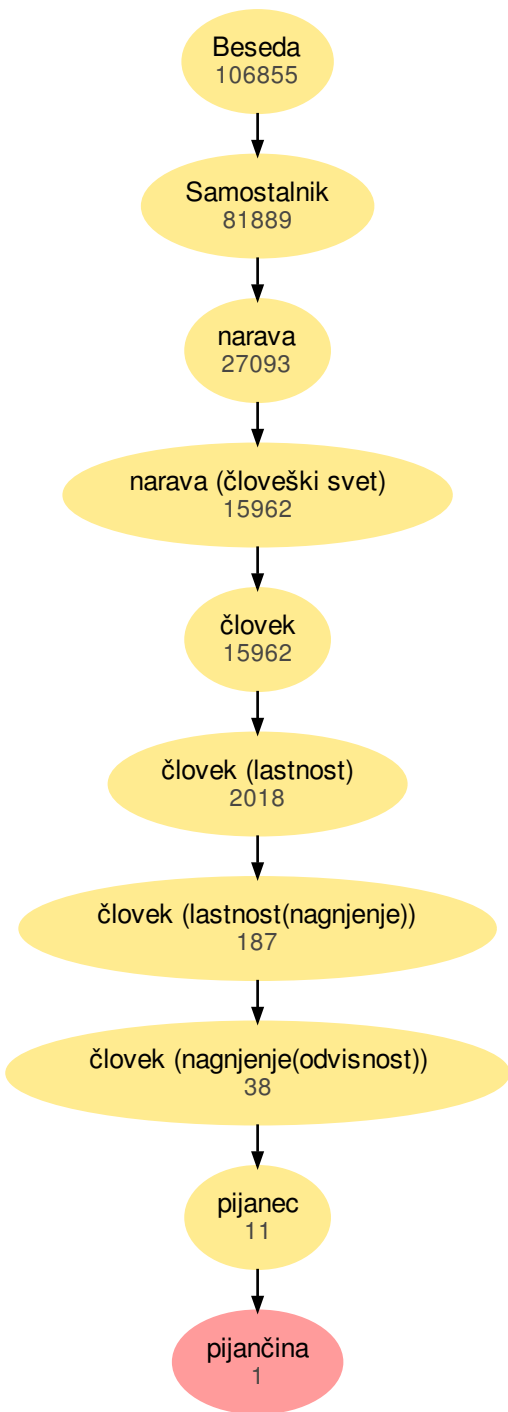 Beseda
106855
Samostalnik
81889
narava
27093
narava (človeški svet)
15962
človek
15962
človek (lastnost)
2018
človek (lastnost(nagnjenje))
187
človek (nagnjenje(odvisnost))
38
pijanec
11
pijančina
1